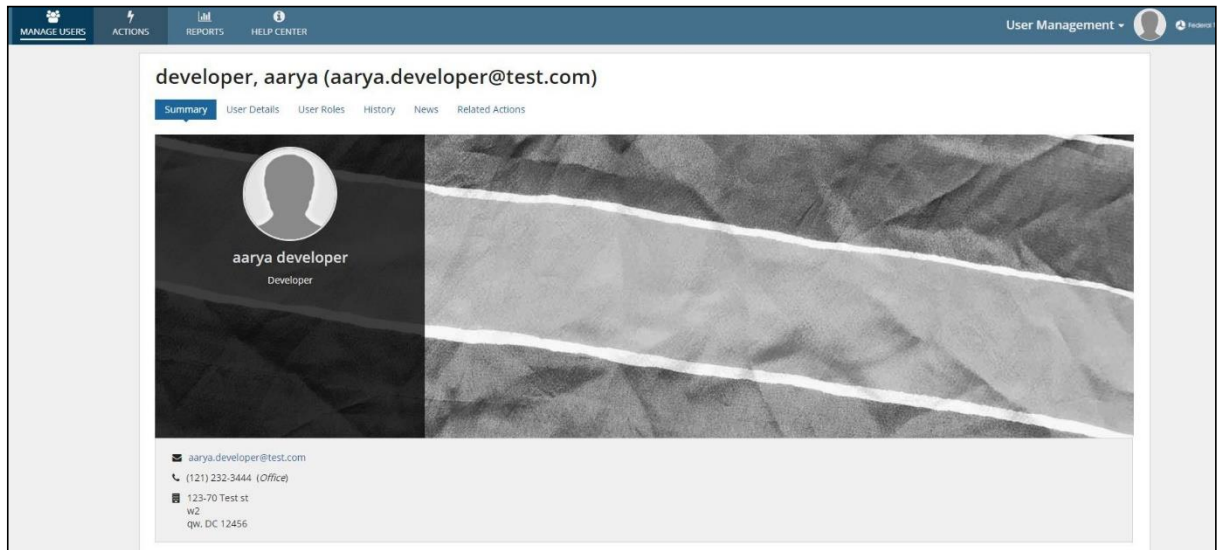 MANAGE USERS
ACTIONS
REPORTS
HELP CENTER
User Management
Federal
developer, aarya (aarya.developer@test.com)
Summary User Details User Roles History News Related Actions
aarya developer
Developer
aarya.developer@test.com
(121) 232-3444 (Office)
123-70 Test st
w2
qw, DC 12456